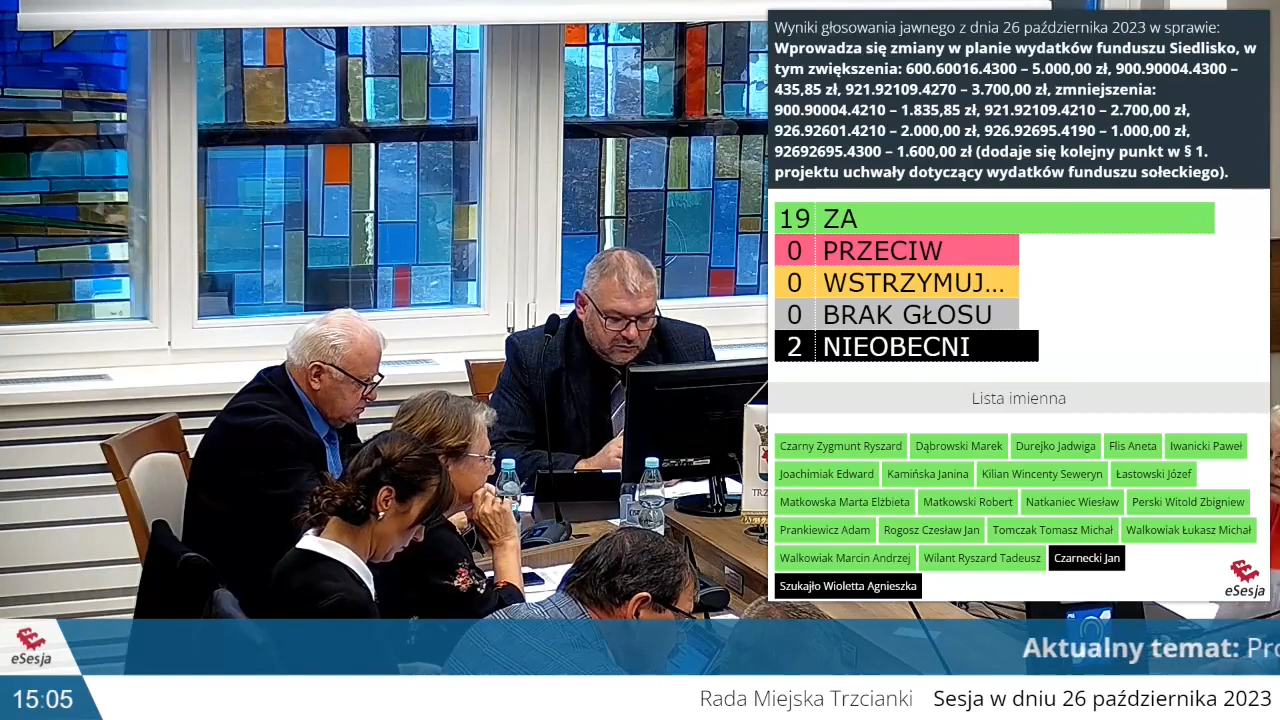 Wyniki głosowania jawnego z dnia 26 października 2023 w sprawie:
Wprowadza się zmiany w planie wydatków funduszu Siedlisko, w
tym zwiększenia: 600.60016.4300 – 5.000,00 zł, 900.90004.4300 –
435,85 zł, 921.92109.4270 – 3.700,00 zł, zmniejszenia:
900.90004.4210 – 1.835,85 zł, 921.92109.4210 – 2.700,00 zł,
926.92601.4210 – 2.000,00 zł, 926.92695.4190 – 1.000,00 zł,
92692695.4300 – 1.600,00 zł (dodaje się kolejny punkt w § 1.
projektu uchwały dotyczący wydatków funduszu sołeckiego).
19 ZA
0 PRZECIW
0 WSTRZYMUJ...
0 BRAK GŁOSU
2 NIEOBECNI
Lista imienna
Czarny Zygmunt Ryszard Dąbrowski Marek Durejko Jadwiga Flis Aneta Iwanicki Paweł
Joachimiak Edward Kamińska Janina Kilian Wincenty Seweryn Łastowski Józef
Matkowska Marta Elżbieta Matkowski Robert Natkaniec Wiesław Perski Witold Zbigniew
Prankiewicz Adam Rogosz Czesław Jan Tomczak Tomasz Michał Walkowiak Łukasz Michał
Walkowiak Marcin Andrzej Wilant Ryszard Tadeusz Czarnecki Jan
Szukajło Wioletta Agnieszka
eSesja
TRZ
eSesja
Aktualny temat: Pro
15:05
Rada Miejska Trzcianki Sesja w dniu 26 października 2023